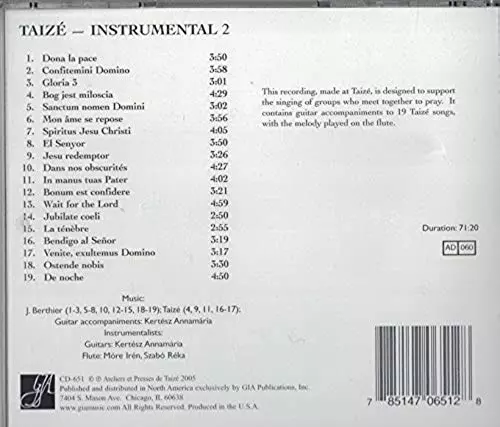 TAIZÉ — INSTRUMENTAL 2
1. Dona la pace 3:50
2. Confitemini Domino 3:58
3. Gloria 3 3:01
4. Bog jest miloscia 4:29
5. Sanctum nomen Domini 3:02
6. Mon âme se repose 3:56
7. Spiritus Jesu Christi 4:05
8. El Senyor 3:50
9. Jesu redemptor 3:26
10. Dans nos obscurités 4:27
11. In manus tuas Pater 4:02
12. Bonum est confidere 3:21
13. Wait for the Lord 4:59
14. Jubilate coeli 2:50
15. La ténèbre 2:55
16. Bendigo al Señor 3:19
17. Venite, exultemus Domino 3:17
18. Ostende nobis 3:30
19. De noche 4:50
This recording, made at Taizé, is designed to support
the singing of groups who meet together to pray. It
contains guitar accompaniments to 19 Taizé songs,
with the melody played on the flute.
Duration: 71:20
AD 060
Music:
J. Berthier (1-3, 5-8, 10, 12-15, 18-19); Taizé (4, 9, 11, 16-17);
Guitar accompaniments: Kertész Annamária
Instrumentalists:
Guitars: Kertész Annamária
Flute: Móre Irén, Szabó Réka
GIA
CD-651 © ℗ Ateliers et Presses de Taizé 2005
Published and distributed in North America exclusively by GIA Publications, Inc.
7404 S. Mason Ave. Chicago, IL 60638
www.giamusic.com All Rights Reserved. Produced in the U.S.A.
7 85147 06512 8